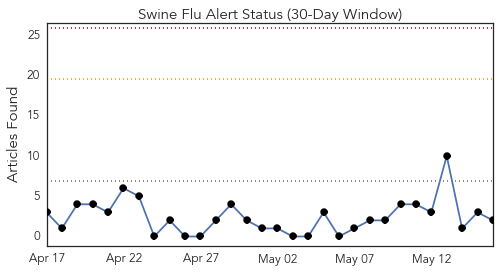 Swine Flu Alert Status (30-Day Window)
25
20
15
10
5
0
Articles Found
Apr 17
Apr 22
Apr 27
May 02
May 07
May 12